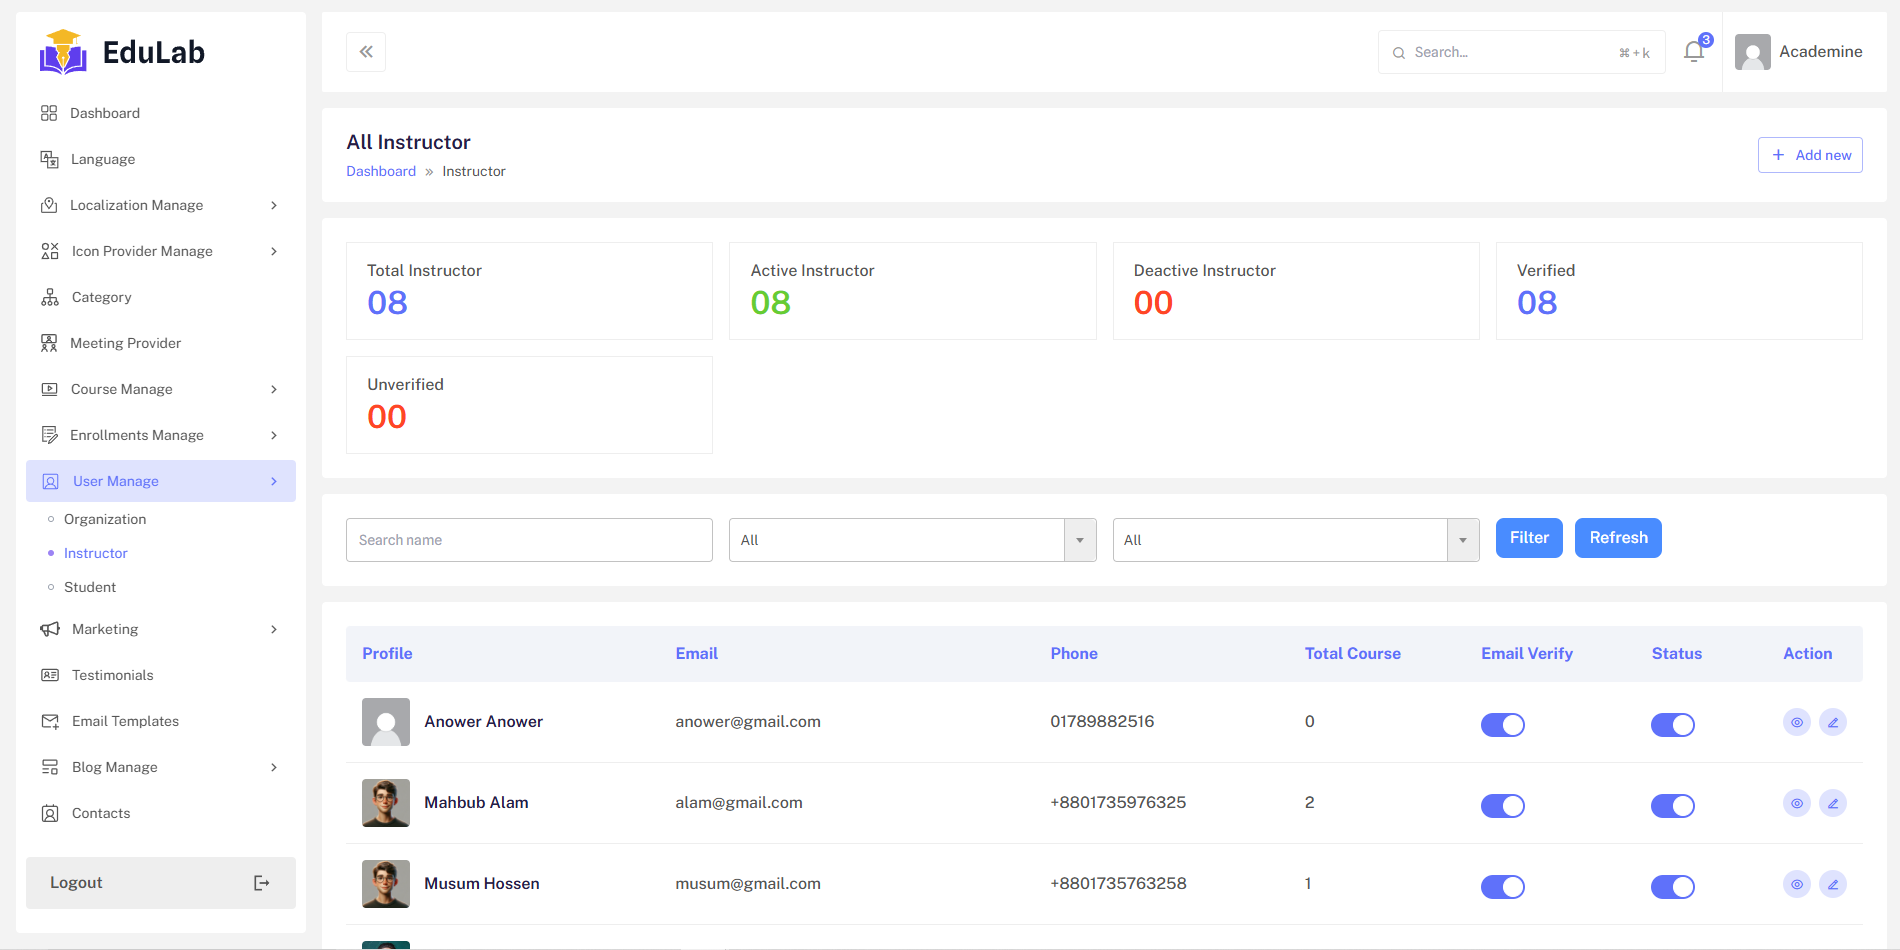 EduLab
Dashboard
Language
Localization Manage
Icon Provider Manage
Category
Meeting Provider
Course Manage
Enrollments Manage
User Manage
Organization
Instructor
Student
Marketing
Testimonials
Email Templates
Blog Manage
Contacts
Logout
Search... ⌘+k
3
Academine
All Instructor
Dashboard » Instructor
+ Add new
Total Instructor
08
Active Instructor
08
Deactive Instructor
00
Verified
08
Unverified
00
Search name
All
All
Filter
Refresh
Profile Email Phone Total Course Email Verify Status Action
Anower Anower anower@gmail.com 01789882516 0
Mahbub Alam alam@gmail.com +8801735976325 2
Musum Hossen musum@gmail.com +8801735763258 1